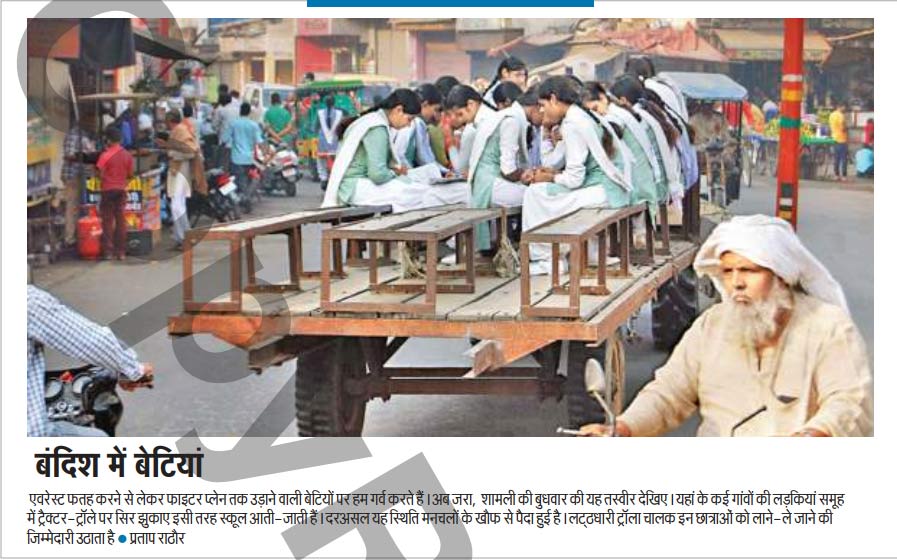 बंदिश में बेटियां
एवरेस्ट फतह करने से लेकर फाइटर प्लेन तक उड़ाने वाली बेटियों पर हम गर्व करते हैं। अब जरा, शामली की बुधवार की यह तस्वीर देखिए। यहां के कई गांवों की लड़कियां समूह
में ट्रैक्टर-ट्रॉले पर सिर झुकाए इसी तरह स्कूल आती-जाती हैं। दरअसल यह स्थिति मनचलों के खौफ से पैदा हुई है। लट्ठधारी ट्रॉला चालक इन छात्राओं को लाने-ले जाने की
जिम्मेदारी उठाता है ● प्रताप राठौर